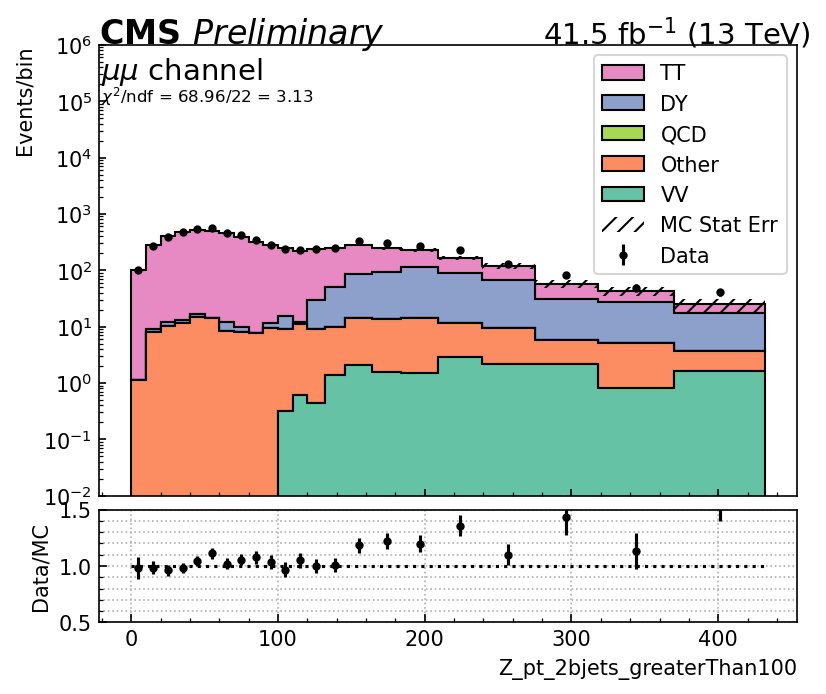 CMS Preliminary 41.5 fb⁻¹ (13 TeV)
μμ channel
χ²/ndf = 68.96/22 = 3.13
Events/bin
10⁶
10⁵
10⁴
10³
10²
10¹
10⁰
10⁻¹
10⁻²
TT
DY
QCD
Other
VV
MC Stat Err
Data
Data/MC
1.5
1.0
0.5
0 100 200 300 400
Z_pt_2bjets_greaterThan100